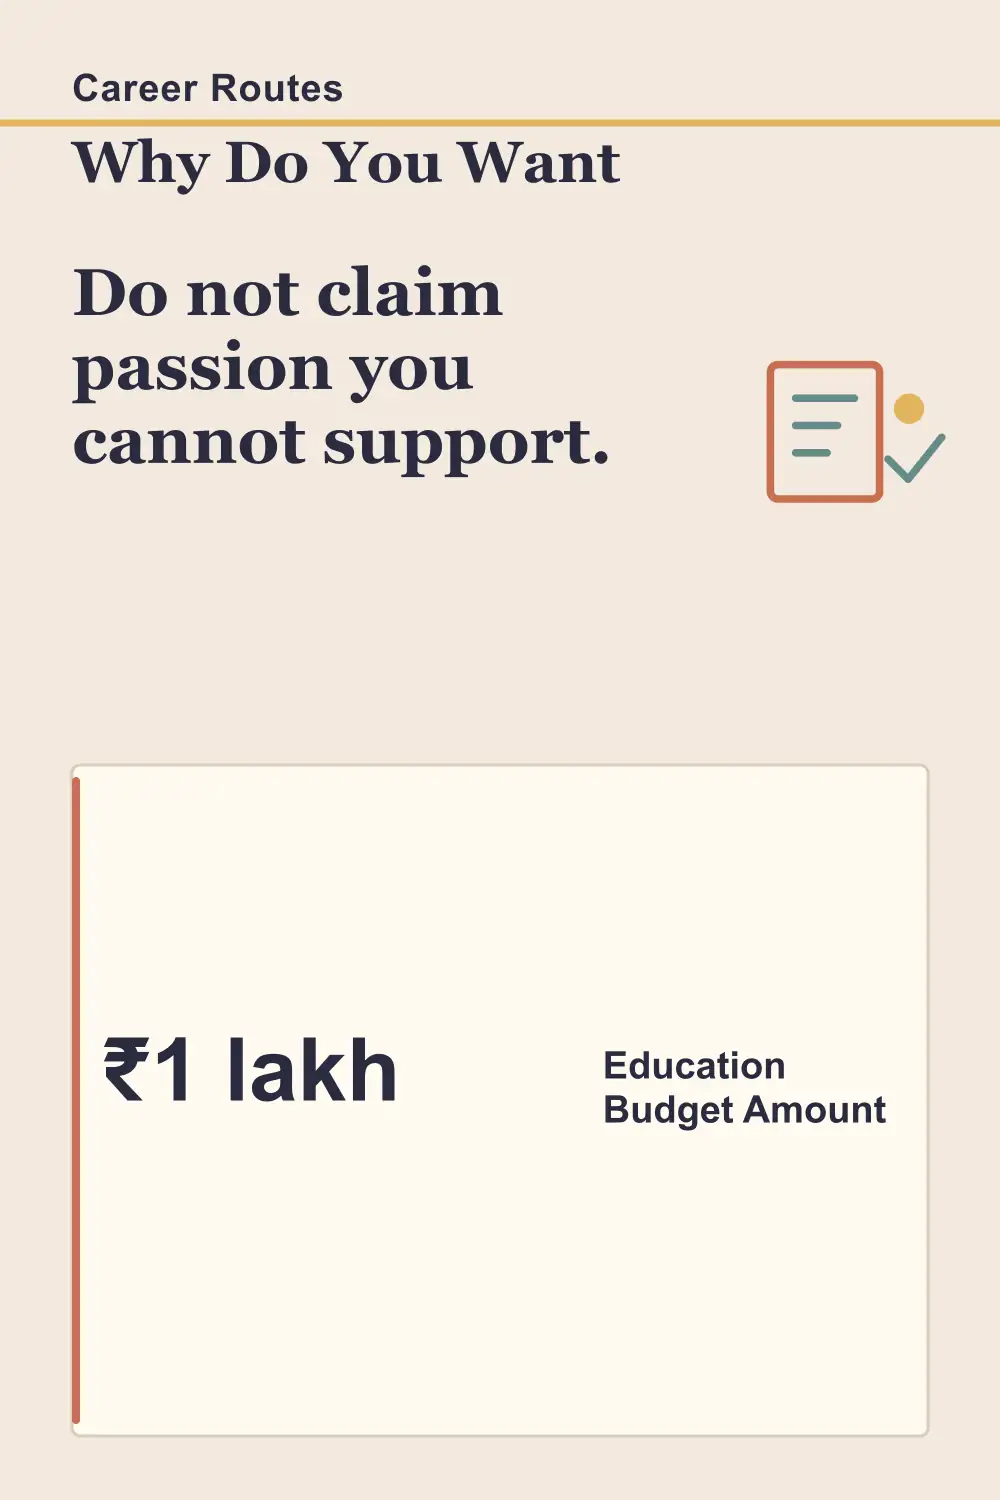 Career Routes
Why Do You Want
Do not claim
passion you
cannot support.
₹1 lakh
Education
Budget Amount